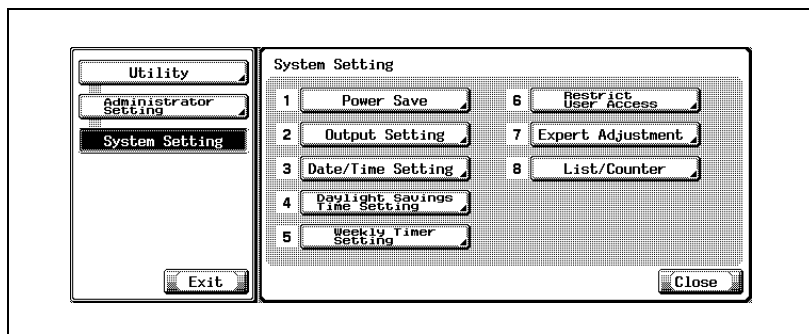 Utility
Administrator
Setting
System Setting
Exit
System Setting
1 Power Save
2 Output Setting
3 Date/Time Setting
4 Daylight Savings
Time Setting
5 Weekly Timer
Setting
6 Restrict
User Access
7 Expert Adjustment
8 List/Counter
Close